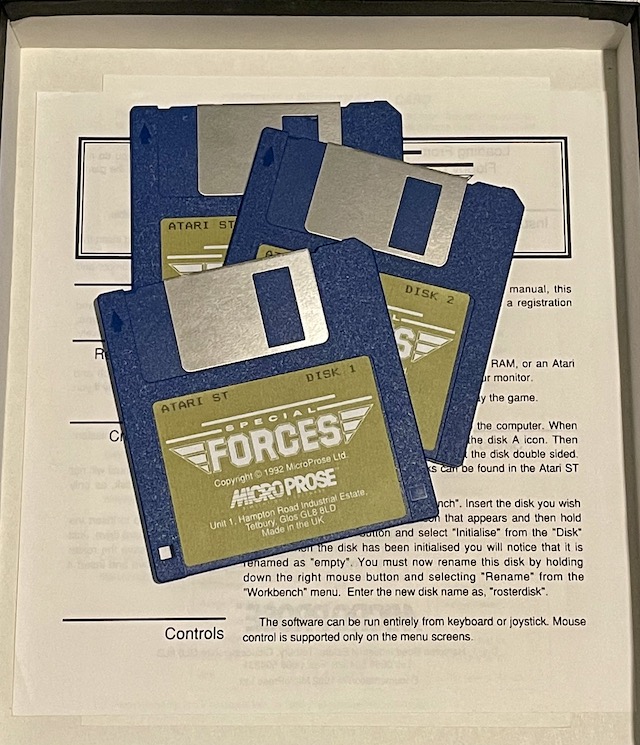 ATARI ST
DISK 2
L
S
manual, this
a registration
RAM, or an Atari
ur monitor.
ay the game.
the computer. When
the disk A icon. Then
the disk double sided.
ks can be found in the Atari ST
ATARI ST
DISK 1
SPECIAL
FORCES
Copyright © 1992 MicroProse Ltd.
MICRO PROSE
Unit 1, Hampton Road Industrial Estate,
Tetbury, Glos GL8 8LD
Made in the UK
ench". Insert the disk you wish
on that appears and then hold
button and select "Initialise" from the "Disk"
the disk has been initialised you will notice that it is
renamed as "empty". You must now rename this disk by holding
down the right mouse button and selecting "Rename" from the
"Workbench" menu. Enter the new disk name as, "rosterdisk".
Controls
The software can be run entirely from keyboard or joystick. Mouse
control is supported only on the menu screens.